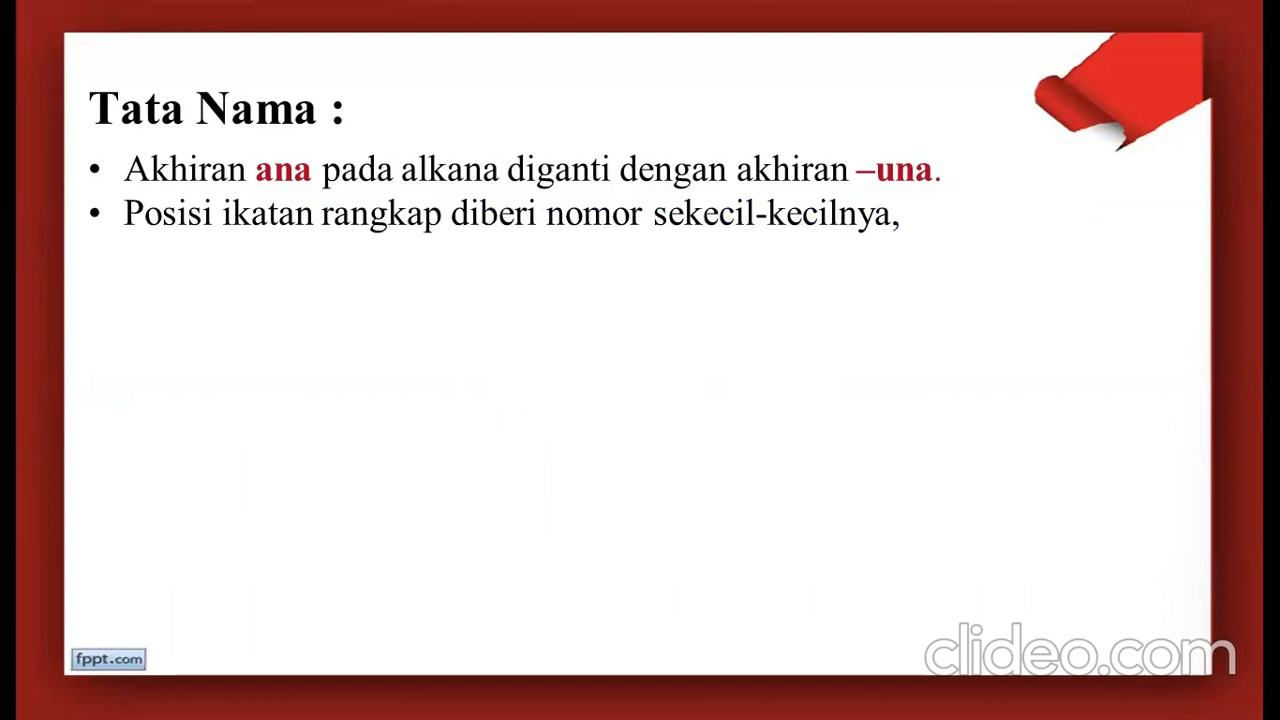 Tata Nama :
• Akhiran ana pada alkana diganti dengan akhiran –una.
• Posisi ikatan rangkap diberi nomor sekecil-kecilnya,
fppt.com
clideo.com